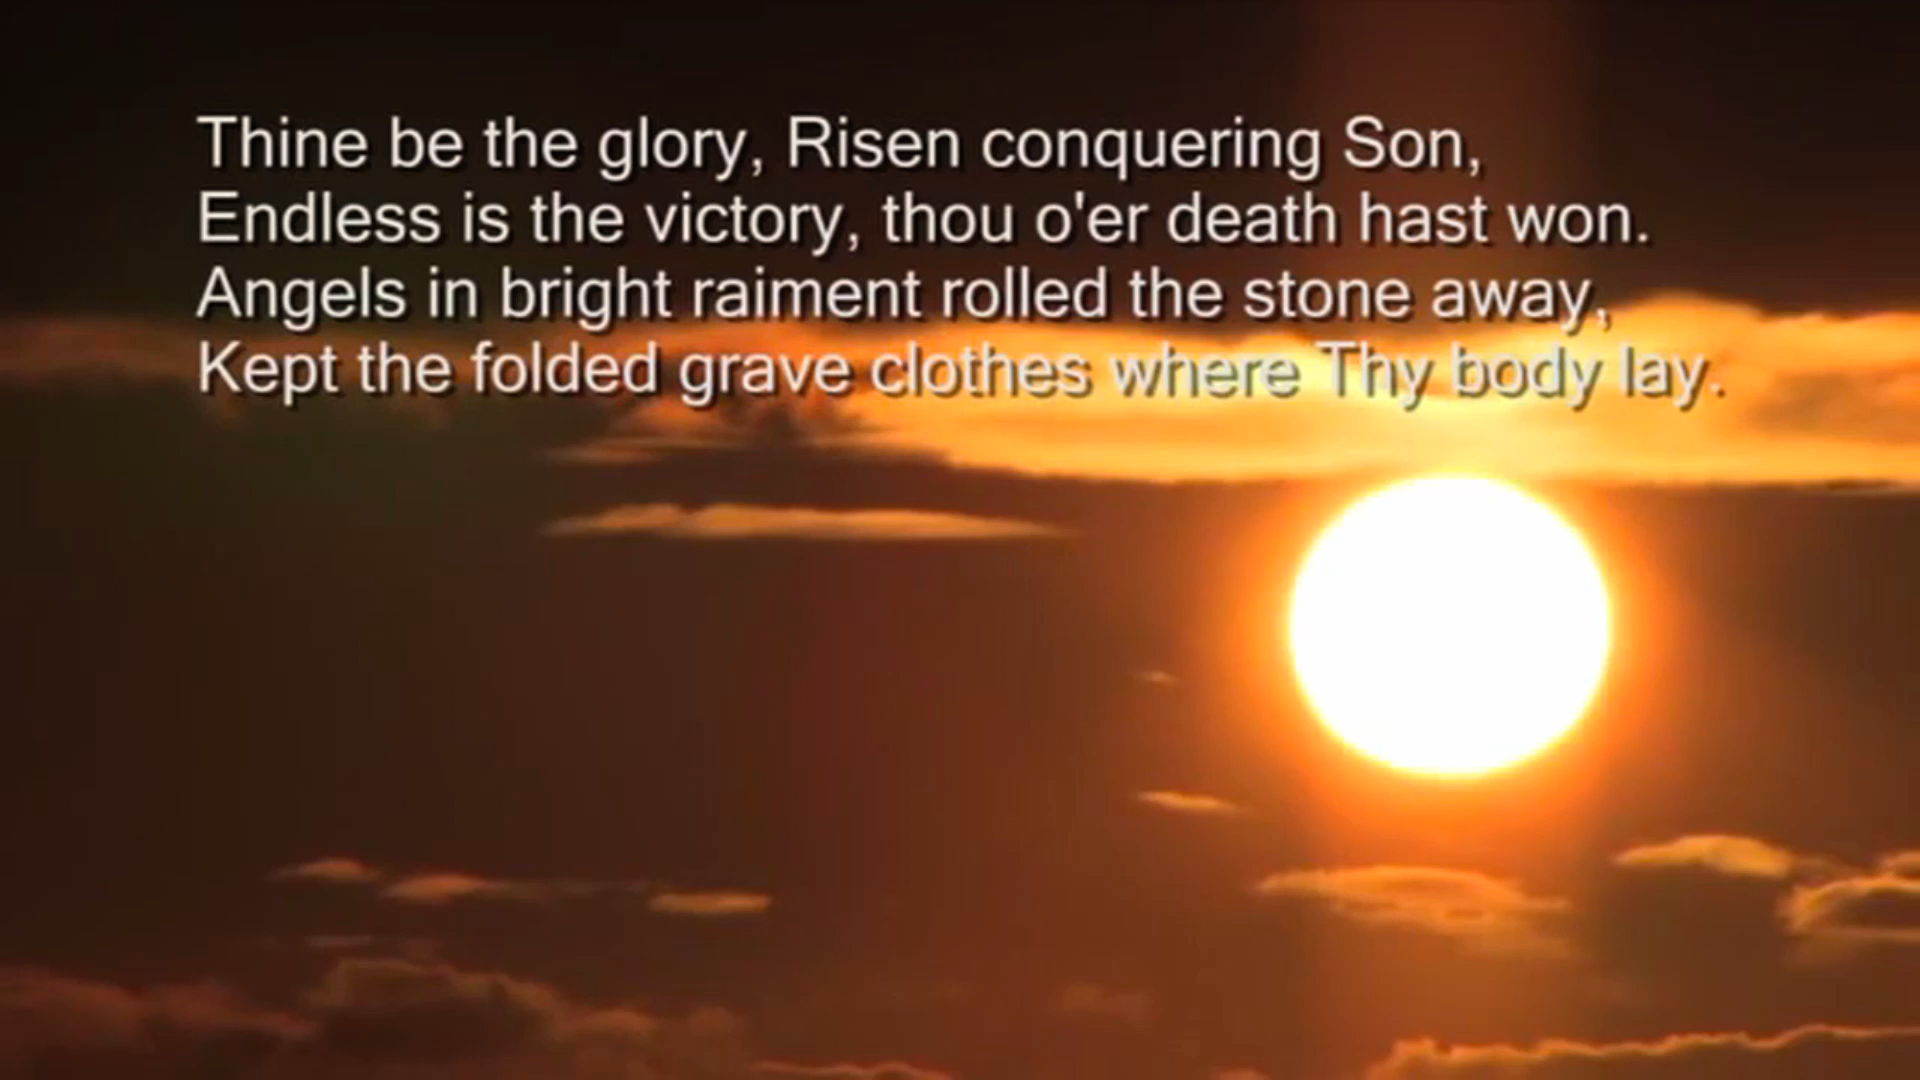 Thine be the glory, Risen conquering Son,
Endless is the victory, thou o'er death hast won.
Angels in bright raiment rolled the stone away,
Kept the folded grave clothes where Thy body lay.